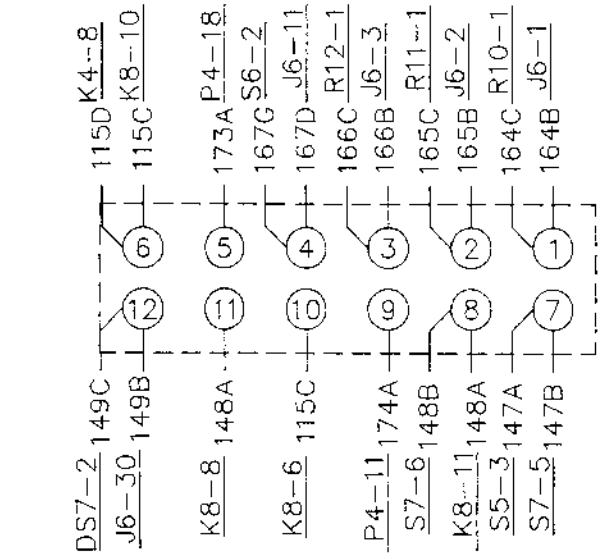 115D K4-8
115C K8-10
173A P4-18
167G S6-2
167D J6-11
166C R12-1
166B J6-3
165C R11-1
165B J6-2
164C R10-1
164B J6-1
6 5 4 3 2 1
12 11 10 9 8 7
DS7-2 149C
J6-30 149B
K8-8 148A
K8-6 115C
P4-11 174A
S7-6 148B
K8-11 148A
S5-3 147A
S7-5 147B